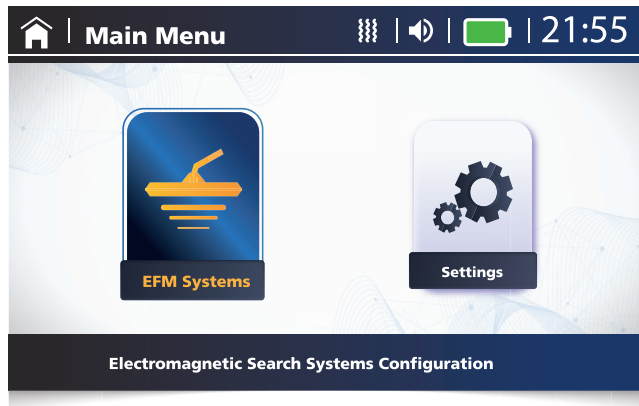 Main Menu
21:55
EFM Systems
Settings
Electromagnetic Search Systems Configuration